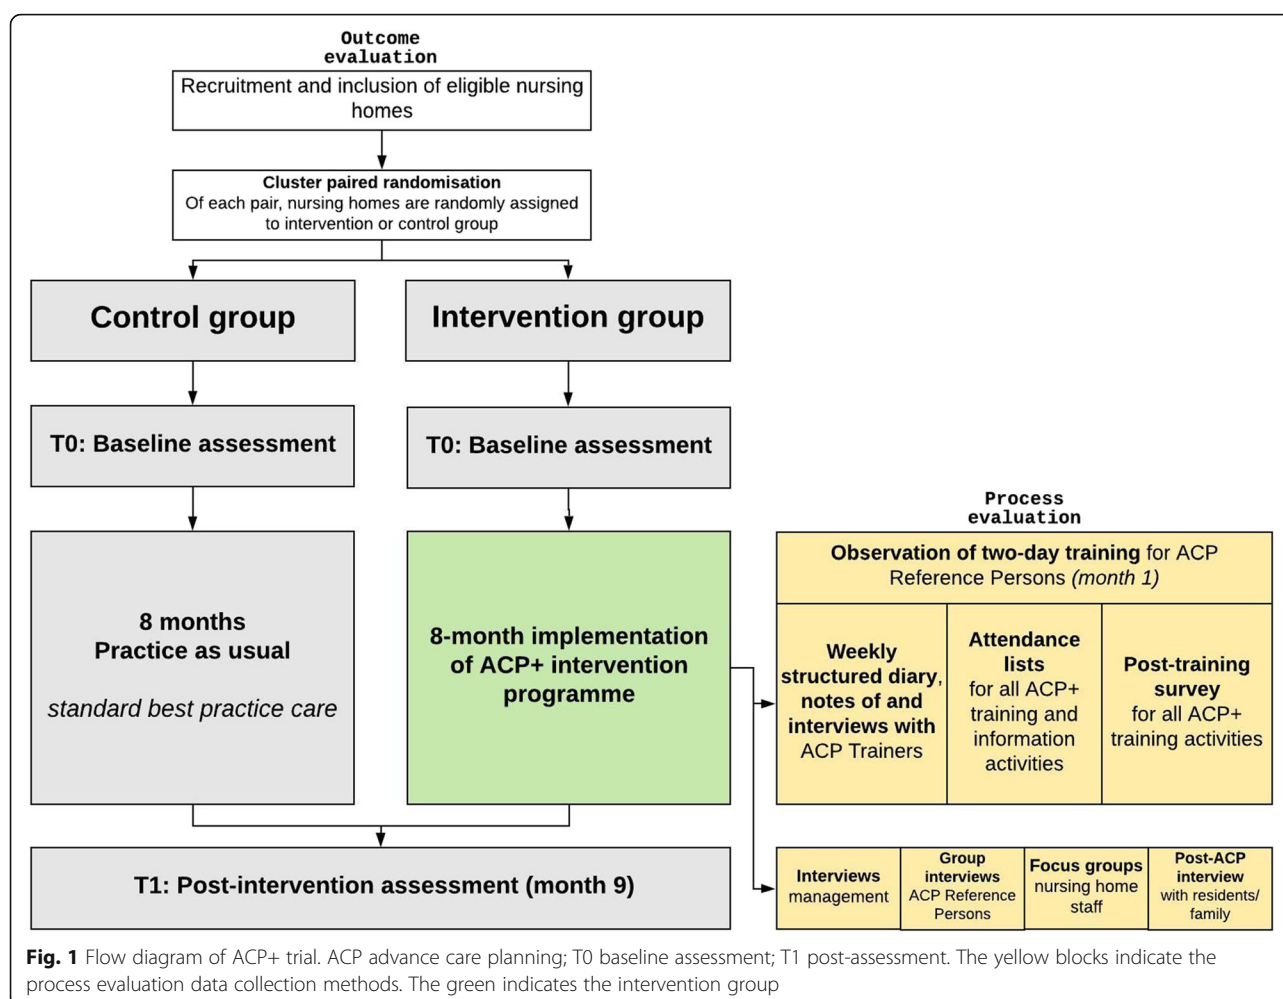 Outcome
evaluation
Recruitment and inclusion of eligible nursing
homes
Cluster paired randomisation
Of each pair, nursing homes are randomly assigned
to intervention or control group
Control group
Intervention group
T0: Baseline assessment
T0: Baseline assessment
8 months
Practice as usual
standard best practice care
8-month implementation
of ACP+ intervention
programme
Process
evaluation
Observation of two-day training for ACP
Reference Persons (month 1)
Weekly
structured diary,
notes of and
interviews with
ACP Trainers
Attendance
lists
for all ACP+
training and
information
activities
Post-training
survey
for all ACP+
training activities
T1: Post-intervention assessment (month 9)
Interviews
management
Group
interviews
ACP Reference
Persons
Focus groups
nursing home
staff
Post-ACP
interview
with residents/
family
Fig. 1 Flow diagram of ACP+ trial. ACP advance care planning; T0 baseline assessment; T1 post-assessment. The yellow blocks indicate the
process evaluation data collection methods. The green indicates the intervention group